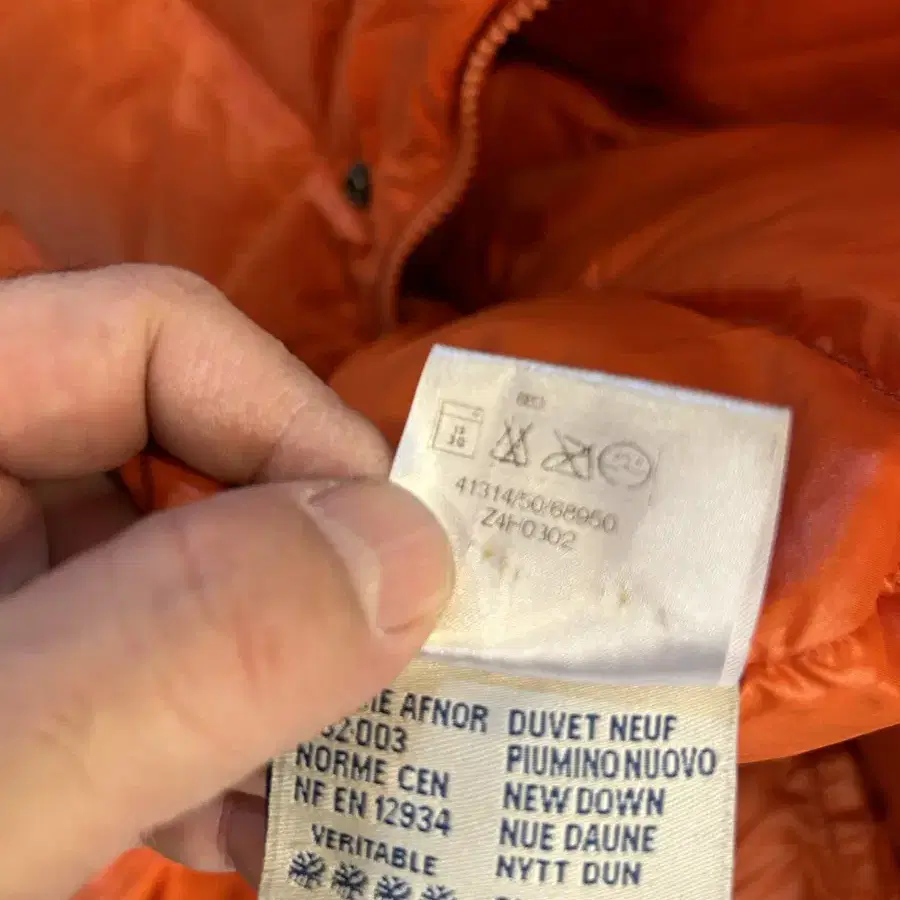 30
41314/50/68950
Z4H0302
AFNOR
NORME CEN
NF EN 12934
VERITABLE
DUVET NEUF
PIUMINO NUOVO
NEW DOWN
NUE DAUNE
NYTT DUN